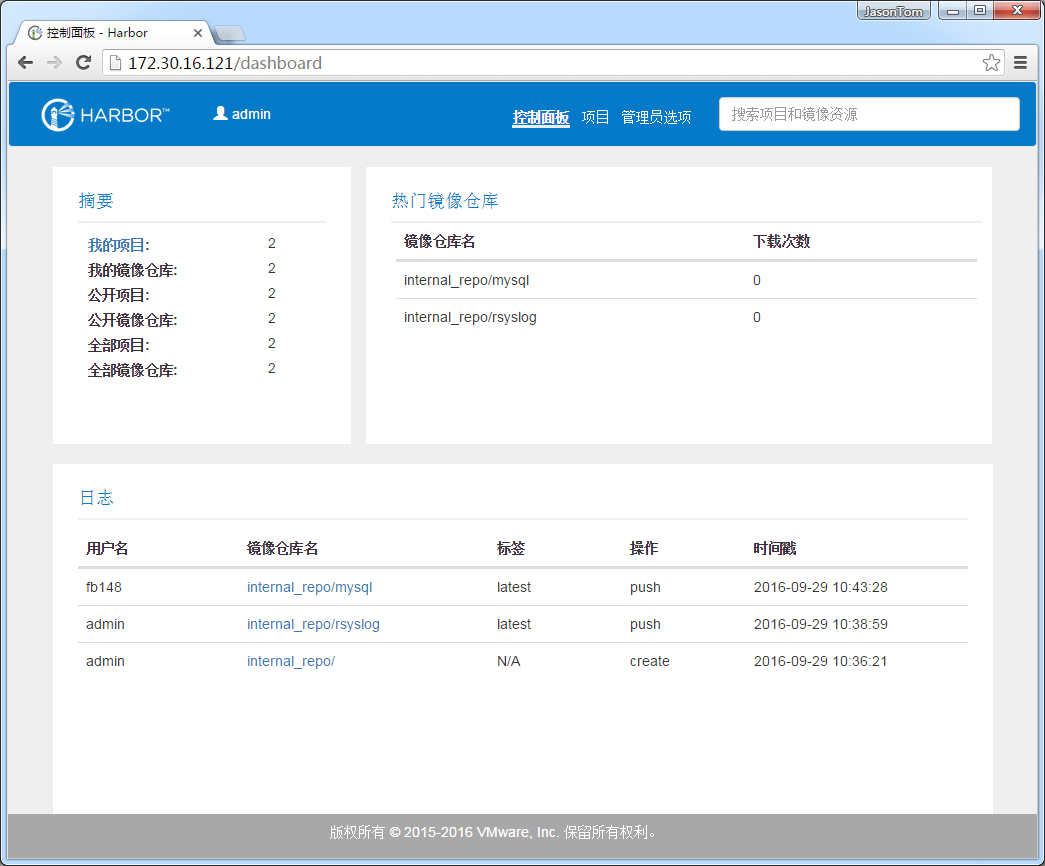 JasonTom
控制面板 - Harbor
172.30.16.121/dashboard
HARBOR™ admin 控制面板 项目 管理员选项 搜索项目和镜像资源
摘要
我的项目: 2
我的镜像仓库: 2
公开项目: 2
公开镜像仓库: 2
全部项目: 2
全部镜像仓库: 2
热门镜像仓库
镜像仓库名 下载次数
internal_repo/mysql 0
internal_repo/rsyslog 0
日志
用户名 镜像仓库名 标签 操作 时间戳
fb148 internal_repo/mysql latest push 2016-09-29 10:43:28
admin internal_repo/rsyslog latest push 2016-09-29 10:38:59
admin internal_repo/ N/A create 2016-09-29 10:36:21
版权所有 © 2015-2016 VMware, Inc. 保留所有权利。